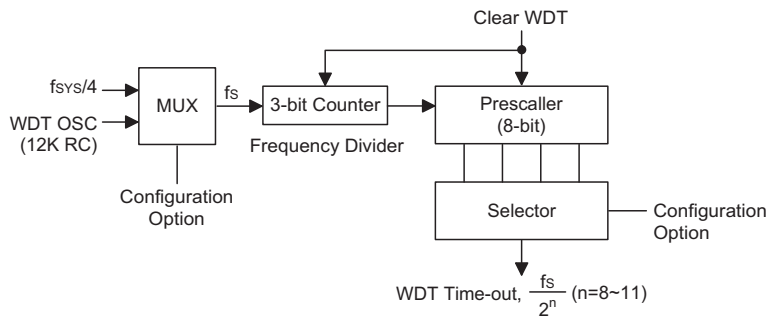 Clear WDT
fSYS/4
WDT OSC
(12K RC)
MUX
fS
3-bit Counter
Frequency Divider
Prescaller
(8-bit)
Configuration
Option
Selector
Configuration
Option
WDT Time-out, fS/2^n (n=8~11)